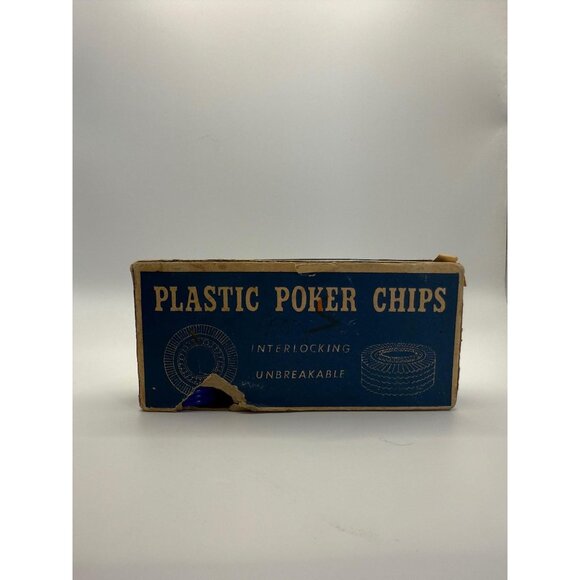 PLASTIC POKER CHIPS
INTERLOCKING
UNBREAKABLE